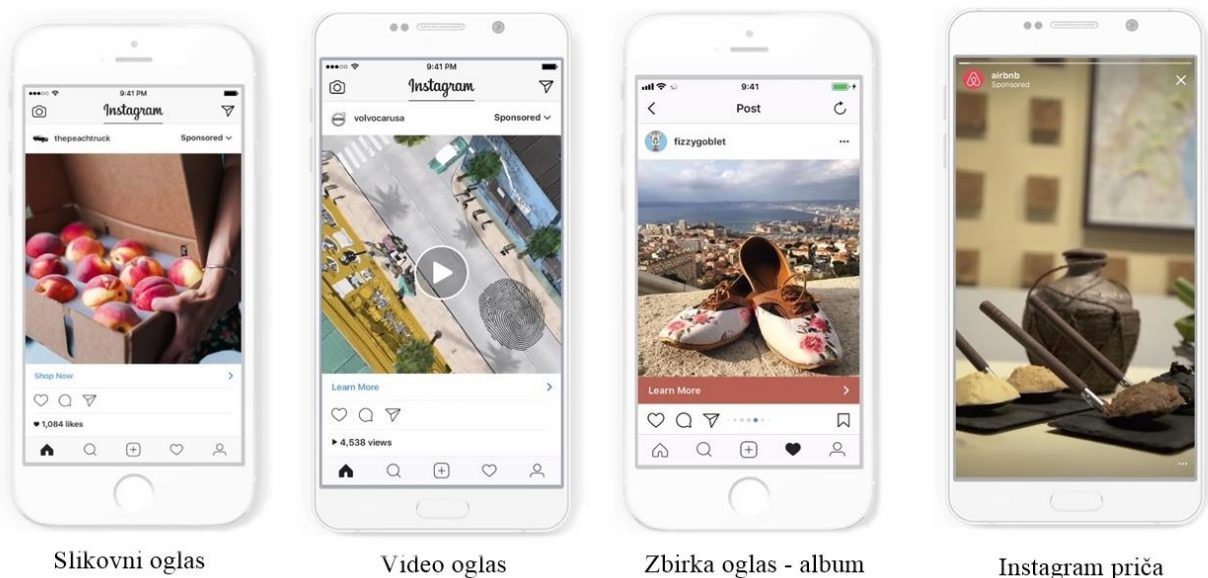 9:41 PM
Instagram
thepeachtruck
Sponsored
Shop Now
1,084 likes
Slikovni oglas
9:41 PM
Instagram
volvocarusa
Sponsored
Learn More
4,538 views
Video oglas
9:41
Post
fizzygoblet
Learn More
Zbirka oglas - album
airbnb
Sponsored
Instagram priča